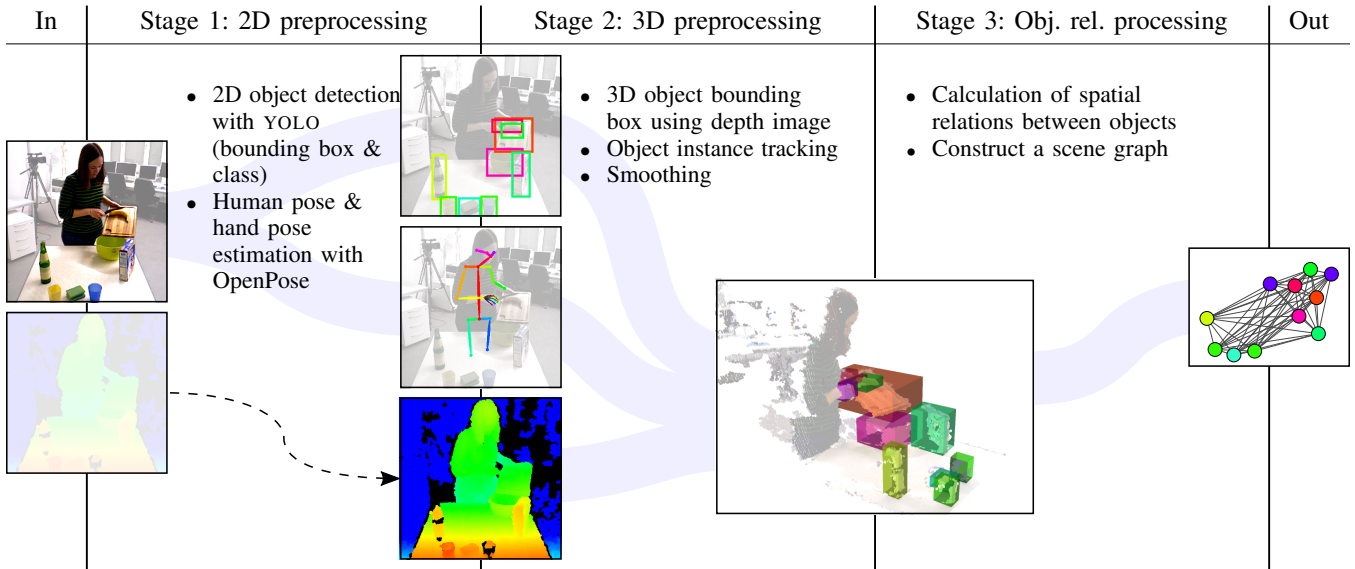 In
Stage 1: 2D preprocessing
Stage 2: 3D preprocessing
Stage 3: Obj. rel. processing
Out
• 2D object detection
with YOLO
(bounding box &
class)
• Human pose &
hand pose
estimation with
OpenPose
• 3D object bounding
box using depth image
• Object instance tracking
• Smoothing
• Calculation of spatial
relations between objects
• Construct a scene graph